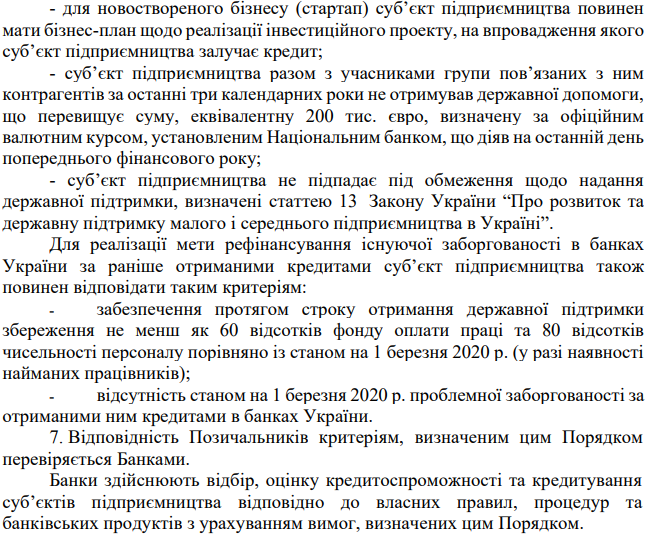 - для новоствореного бізнесу (стартап) суб’єкт підприємництва повинен
мати бізнес-план щодо реалізації інвестиційного проекту, на впровадження якого
суб’єкт підприємництва залучає кредит;
- суб’єкт підприємництва разом з учасниками групи пов’язаних з ним
контрагентів за останні три календарних роки не отримував державної допомоги,
що перевищує суму, еквівалентну 200 тис. євро, визначену за офіційним
валютним курсом, установленим Національним банком, що діяв на останній день
попереднього фінансового року;
- суб’єкт підприємництва не підпадає під обмеження щодо надання
державної підтримки, визначені статтею 13 Закону України “Про розвиток та
державну підтримку малого і середнього підприємництва в Україні”.
Для реалізації мети рефінансування існуючої заборгованості в банках
України за раніше отриманими кредитами суб’єкт підприємництва також
повинен відповідати таким критеріям:
- забезпечення протягом строку отримання державної підтримки
збереження не менш як 60 відсотків фонду оплати праці та 80 відсотків
чисельності персоналу порівняно із станом на 1 березня 2020 р. (у разі наявності
найманих працівників);
- відсутність станом на 1 березня 2020 р. проблемної заборгованості за
отриманими ним кредитами в банках України.
7. Відповідність Позичальників критеріям, визначеним цим Порядком
перевіряється Банками.
Банки здійснюють відбір, оцінку кредитоспроможності та кредитування
суб’єктів підприємництва відповідно до власних правил, процедур та
банківських продуктів з урахуванням вимог, визначених цим Порядком.